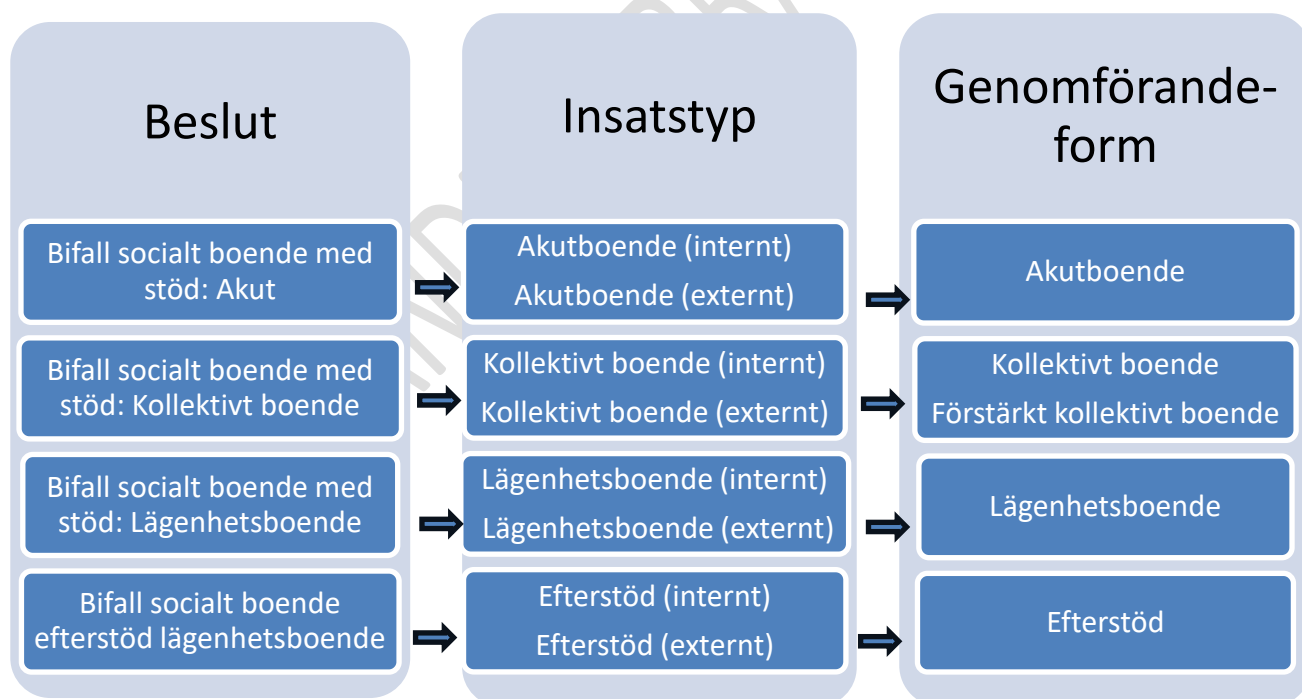 Beslut
Bifall socialt boende med
stöd: Akut
Bifall socialt boende med
stöd: Kollektivt boende
Bifall socialt boende med
stöd: Lägenhetsboende
Bifall socialt boende
efterstöd lägenhetsboende
Insatstyp
Akutboende (internt)
Akutboende (externt)
Kollektivt boende (internt)
Kollektivt boende (externt)
Lägenhetsboende (internt)
Lägenhetsboende (externt)
Efterstöd (internt)
Efterstöd (externt)
Genomförande-
form
Akutboende
Kollektivt boende
Förstärkt kollektivt boende
Lägenhetsboende
Efterstöd